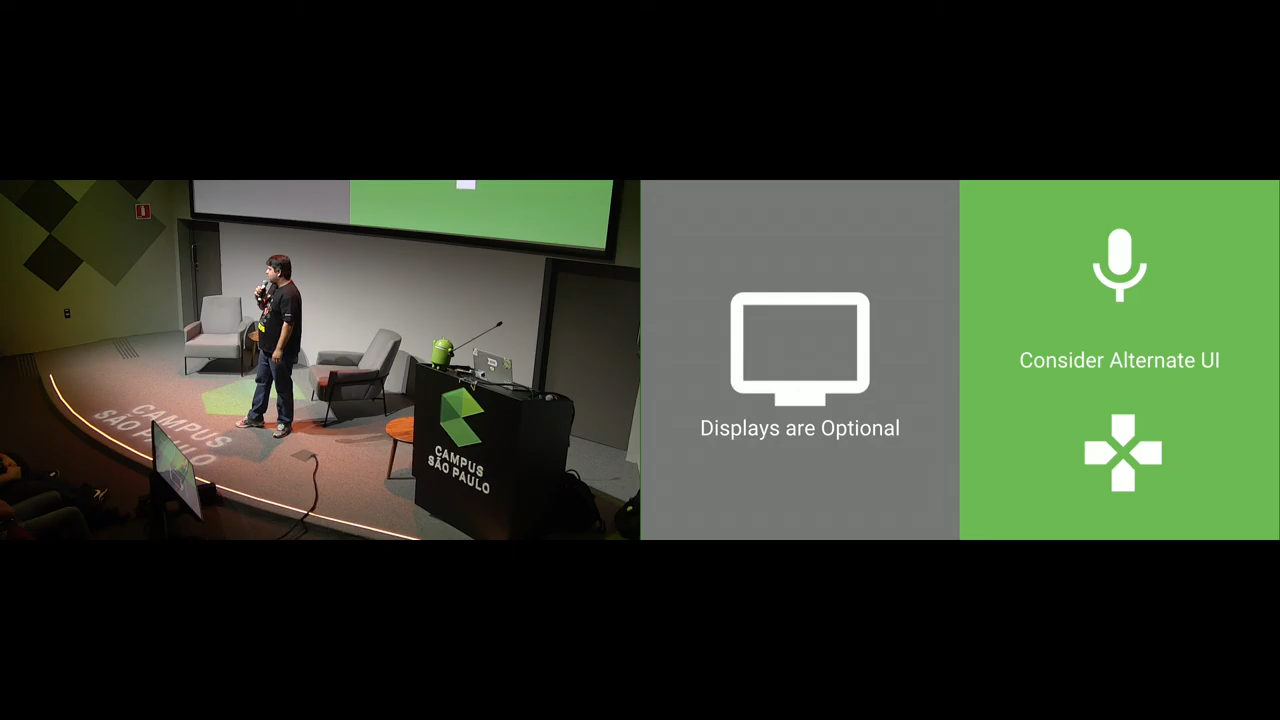 CAMPUS
SÃO PAULO
CAMPUS
SÃO PAULO
Displays are Optional
Consider Alternate UI